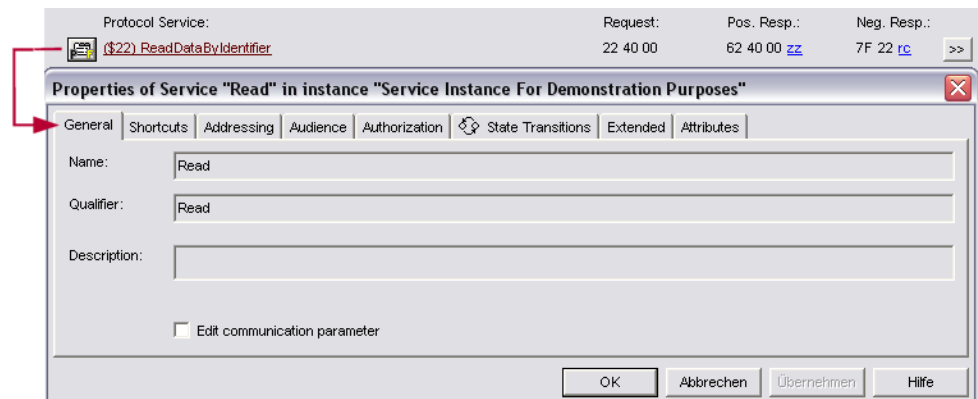 Protocol Service: Request: Pos. Resp.: Neg. Resp.:
($22) ReadDataByIdentifier 22 40 00 62 40 00 zz 7F 22 rc >>
Properties of Service "Read" in instance "Service Instance For Demonstration Purposes"
General Shortcuts Addressing Audience Authorization State Transitions Extended Attributes
Name: Read
Qualifier: Read
Description:
Edit communication parameter
OK Abbrechen Übernehmen Hilfe